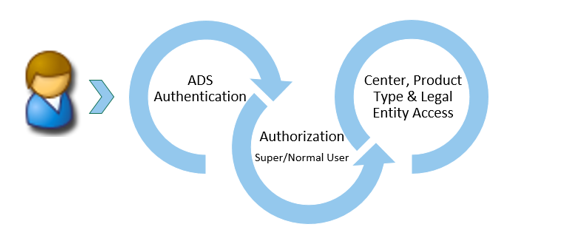 ADS
Authentication
Authorization
Super/Normal User
Center, Product
Type & Legal
Entity Access